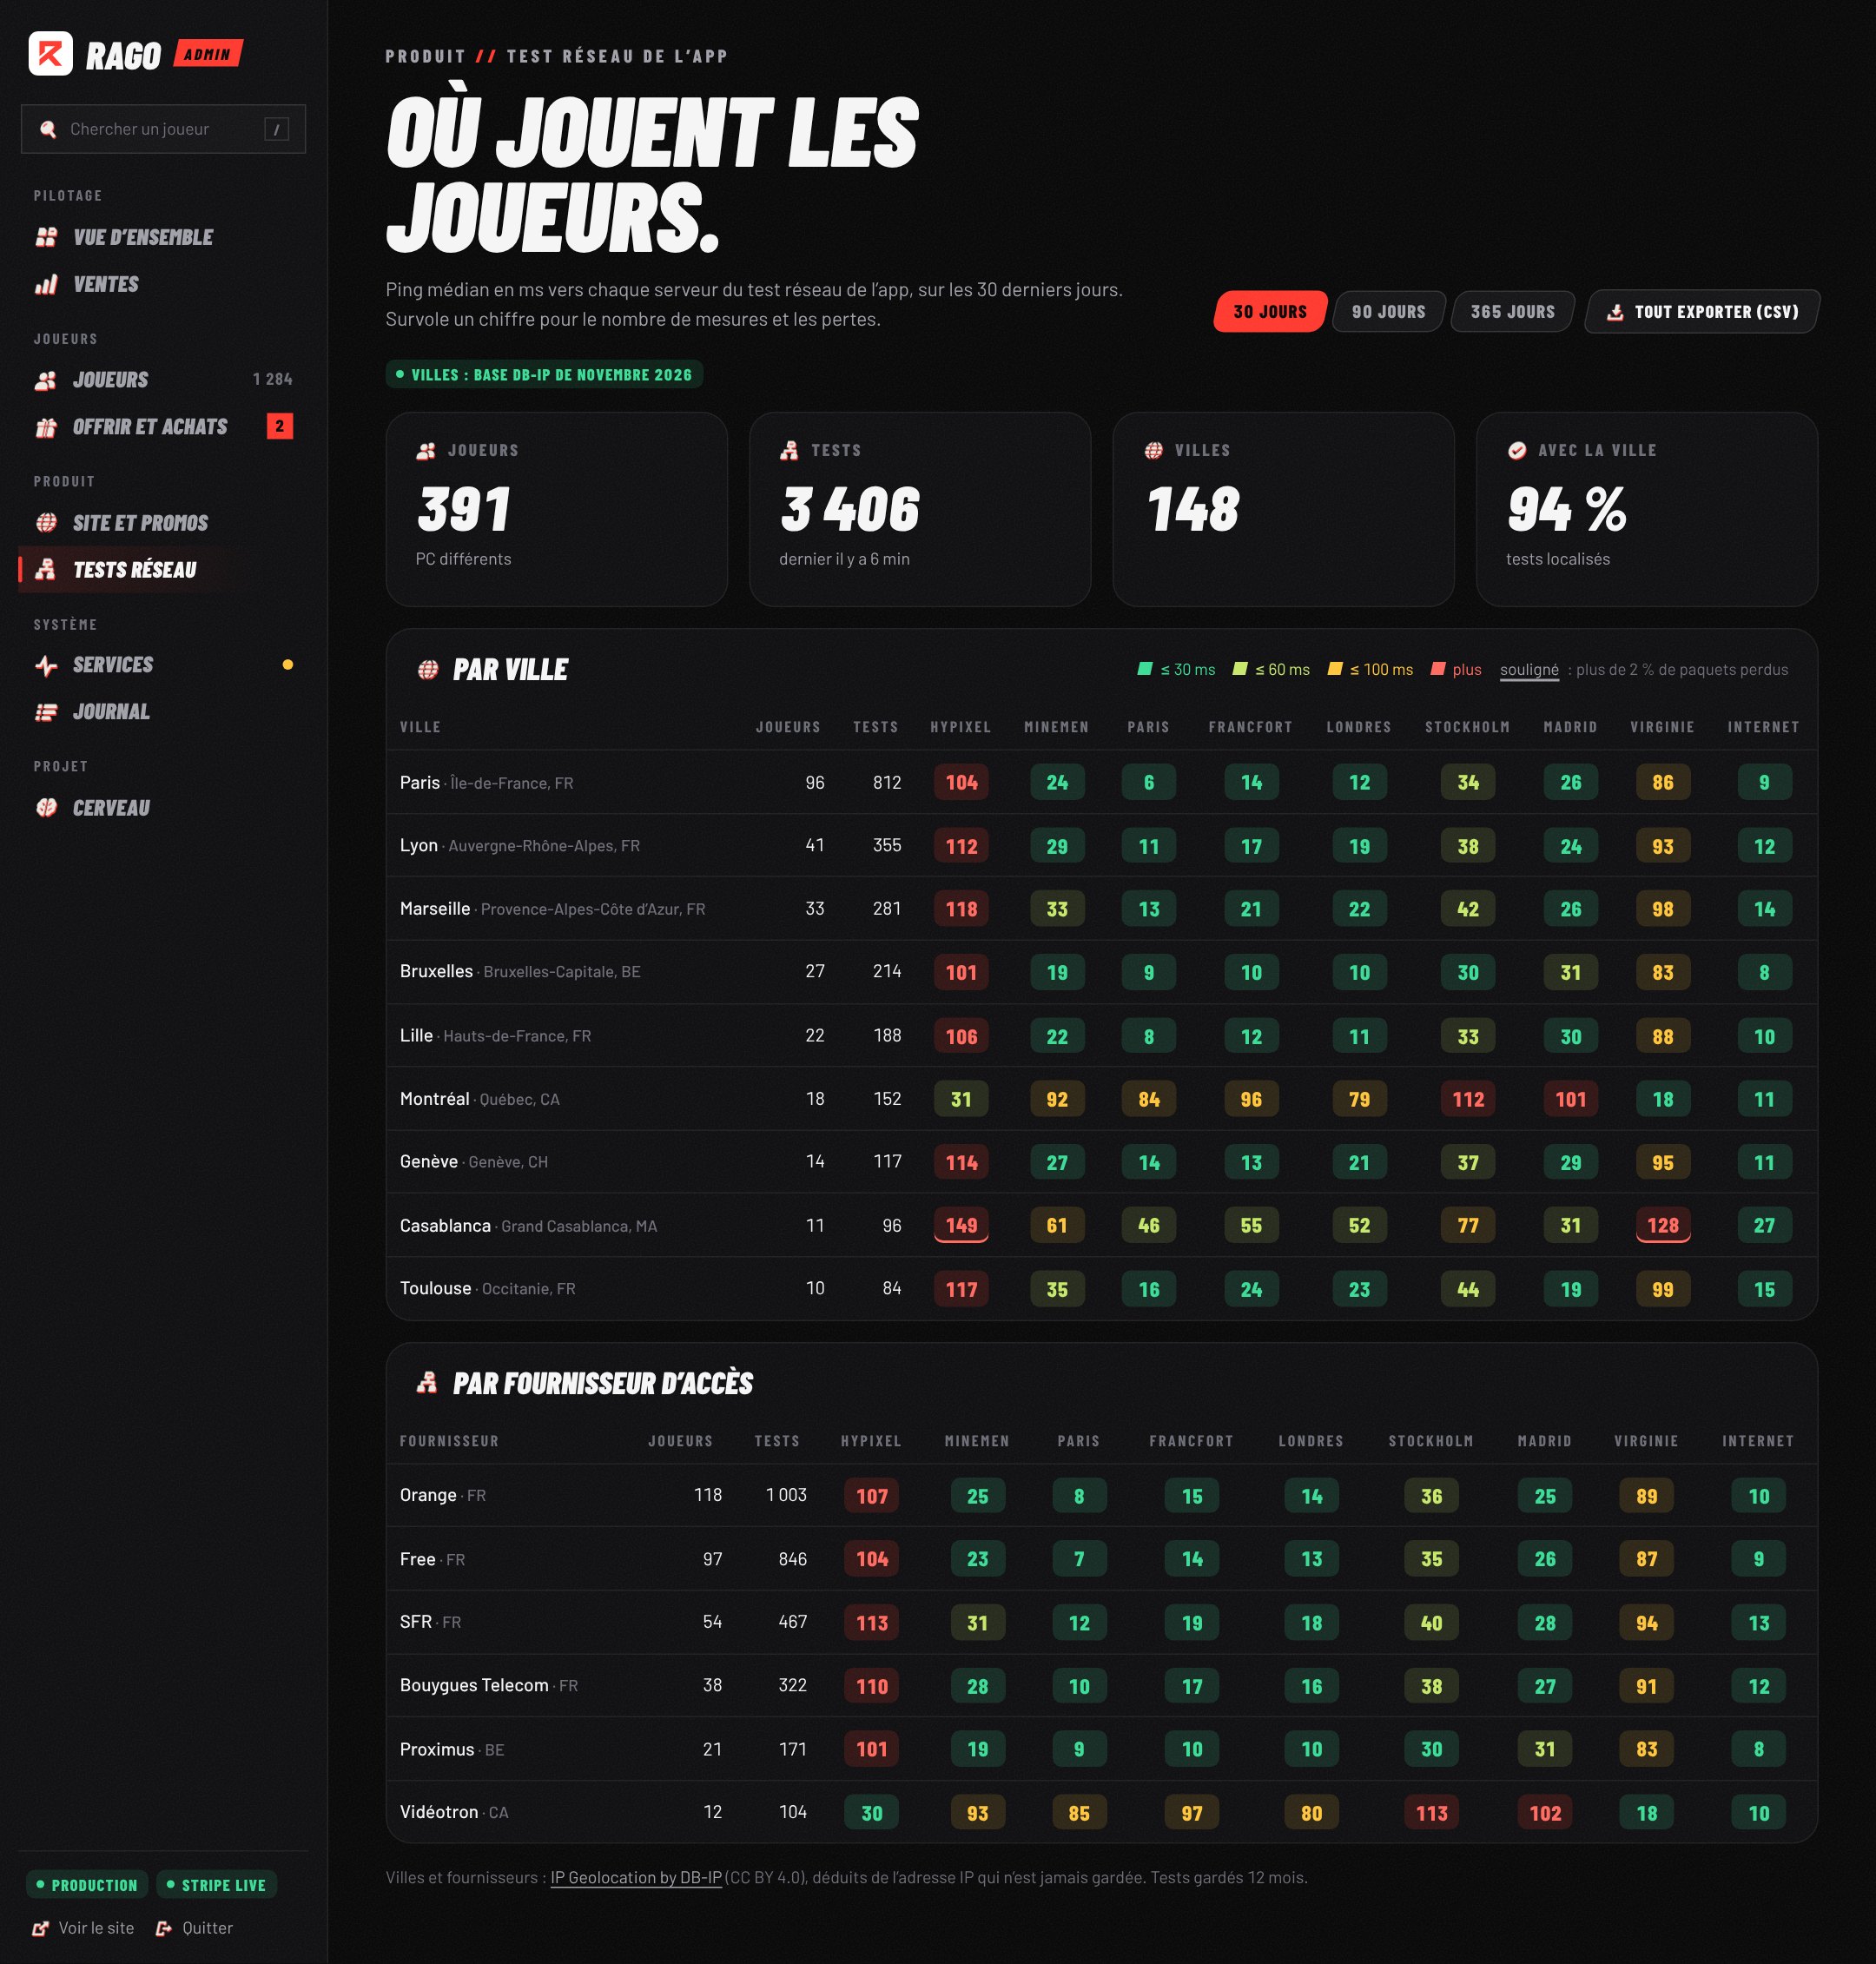 RAGO ADMIN
Chercher un joueur /
PILOTAGE
VUE D'ENSEMBLE
VENTES
JOUEURS
JOUEURS 1 284
OFFRIR ET ACHATS 2
PRODUIT
SITE ET PROMOS
TESTS RÉSEAU
SYSTÈME
SERVICES
JOURNAL
PROJET
CERVEAU
PRODUCTION STRIPE LIVE
Voir le site Quitter
PRODUIT // TEST RÉSEAU DE L'APP
OÙ JOUENT LES
JOUEURS.
Ping médian en ms vers chaque serveur du test réseau de l'app, sur les 30 derniers jours.
Survole un chiffre pour le nombre de mesures et les pertes.
30 JOURS 90 JOURS 365 JOURS TOUT EXPORTER (CSV)
VILLES : BASE DB-IP DE NOVEMBRE 2026
JOUEURS
391
PC différents
TESTS
3 406
dernier il y a 6 min
VILLES
148
AVEC LA VILLE
94 %
tests localisés
PAR VILLE
≤ 30 ms ≤ 60 ms ≤ 100 ms plus souligné : plus de 2 % de paquets perdus
VILLE JOUEURS TESTS HYPIXEL MINEMEN PARIS FRANCFORT LONDRES STOCKHOLM MADRID VIRGINIE INTERNET
Paris · Île-de-France, FR 96 812 104 24 6 14 12 34 26 86 9
Lyon · Auvergne-Rhône-Alpes, FR 41 355 112 29 11 17 19 38 24 93 12
Marseille · Provence-Alpes-Côte d'Azur, FR 33 281 118 33 13 21 22 42 26 98 14
Bruxelles · Bruxelles-Capitale, BE 27 214 101 19 9 10 10 30 31 83 8
Lille · Hauts-de-France, FR 22 188 106 22 8 12 11 33 30 88 10
Montréal · Québec, CA 18 152 31 92 84 96 79 112 101 18 11
Genève · Genève, CH 14 117 114 27 14 13 21 37 29 95 11
Casablanca · Grand Casablanca, MA 11 96 149 61 46 55 52 77 31 128 27
Toulouse · Occitanie, FR 10 84 117 35 16 24 23 44 19 99 15
PAR FOURNISSEUR D'ACCÈS
FOURNISSEUR JOUEURS TESTS HYPIXEL MINEMEN PARIS FRANCFORT LONDRES STOCKHOLM MADRID VIRGINIE INTERNET
Orange · FR 118 1 003 107 25 8 15 14 36 25 89 10
Free · FR 97 846 104 23 7 14 13 35 26 87 9
SFR · FR 54 467 113 31 12 19 18 40 28 94 13
Bouygues Telecom · FR 38 322 110 28 10 17 16 38 27 91 12
Proximus · BE 21 171 101 19 9 10 10 30 31 83 8
Vidéotron · CA 12 104 30 93 85 97 80 113 102 18 10
Villes et fournisseurs : IP Geolocation by DB-IP (CC BY 4.0), déduits de l'adresse IP qui n'est jamais gardée. Tests gardés 12 mois.